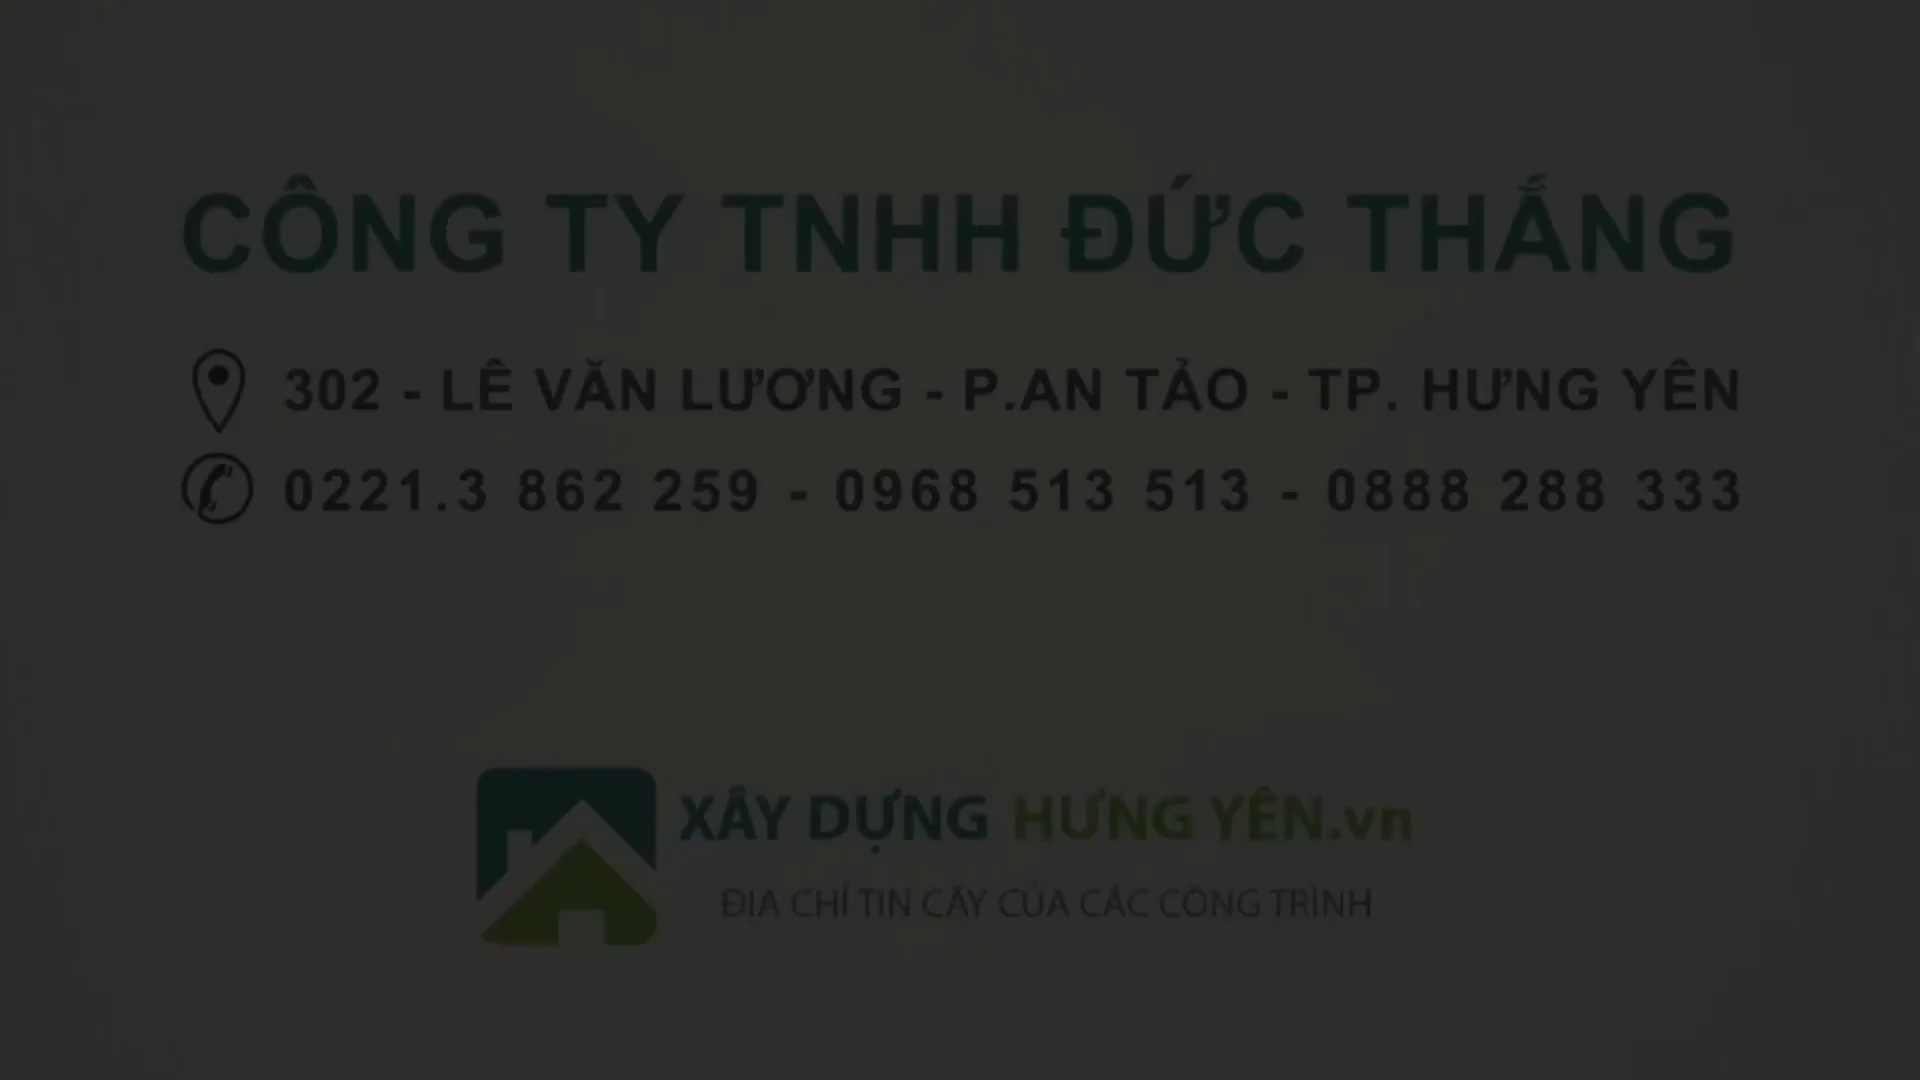 CÔNG TY TNHH ĐỨC THẮNG
302 - LÊ VĂN LƯƠNG - P.AN TẢO - TP. HƯNG YÊN
0221.3 862 259 - 0968 513 513 - 0888 288 333
XÂY DỰNG HƯNG YÊN.vn
ĐỊA CHỈ TIN CẬY CỦA CÁC CÔNG TRÌNH